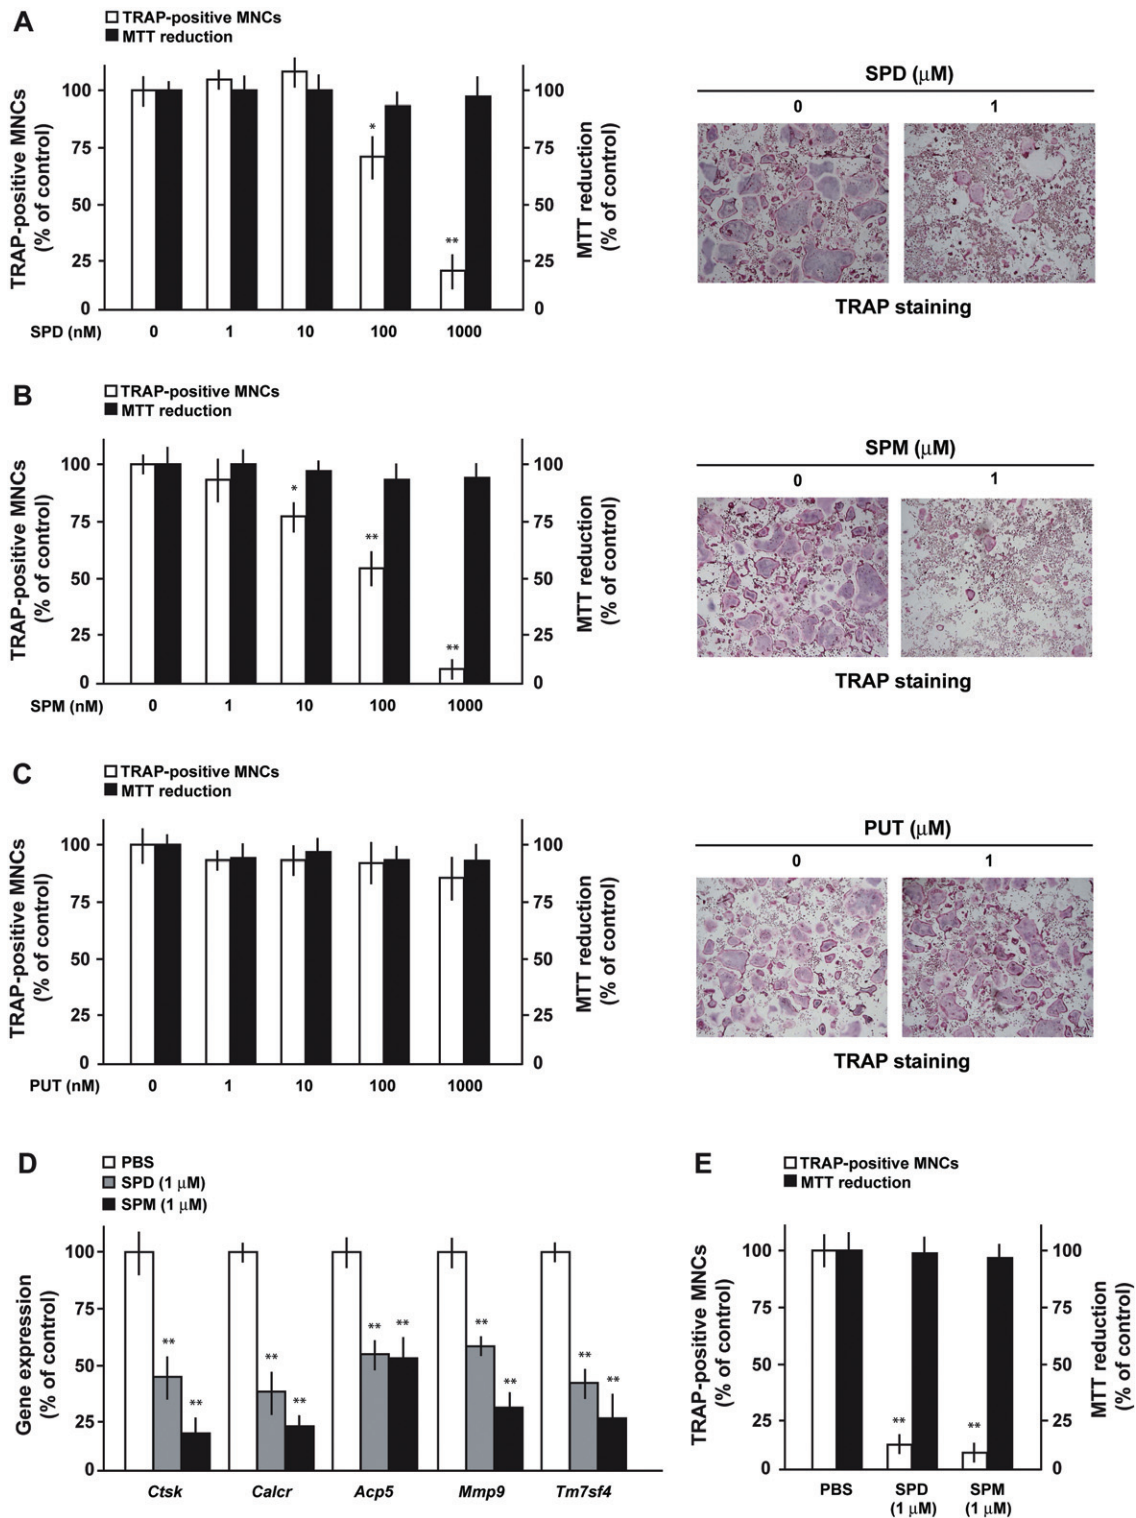 A
TRAP-positive MNCs
MTT reduction
TRAP-positive MNCs
(% of control)
100
75
50
25
0
100
75
50
25
0
MTT reduction
(% of control)
SPD (nM) 0 1 10 100 1000
* **
SPD (μM)
0 1
TRAP staining
B
TRAP-positive MNCs
MTT reduction
TRAP-positive MNCs
(% of control)
100
75
50
25
0
100
75
50
25
0
MTT reduction
(% of control)
SPM (nM) 0 1 10 100 1000
* ** **
SPM (μM)
0 1
TRAP staining
C
TRAP-positive MNCs
MTT reduction
TRAP-positive MNCs
(% of control)
100
75
50
25
0
100
75
50
25
0
MTT reduction
(% of control)
PUT (nM) 0 1 10 100 1000
PUT (μM)
0 1
TRAP staining
D
PBS
SPD (1 μM)
SPM (1 μM)
Gene expression
(% of control)
100
75
50
25
0
** ** ** ** ** ** ** ** ** **
Ctsk Calcr Acp5 Mmp9 Tm7sf4
E
TRAP-positive MNCs
MTT reduction
TRAP-positive MNCs
(% of control)
100
75
50
25
0
100
75
50
25
0
MTT reduction
(% of control)
** **
PBS SPD SPM
(1 μM) (1 μM)